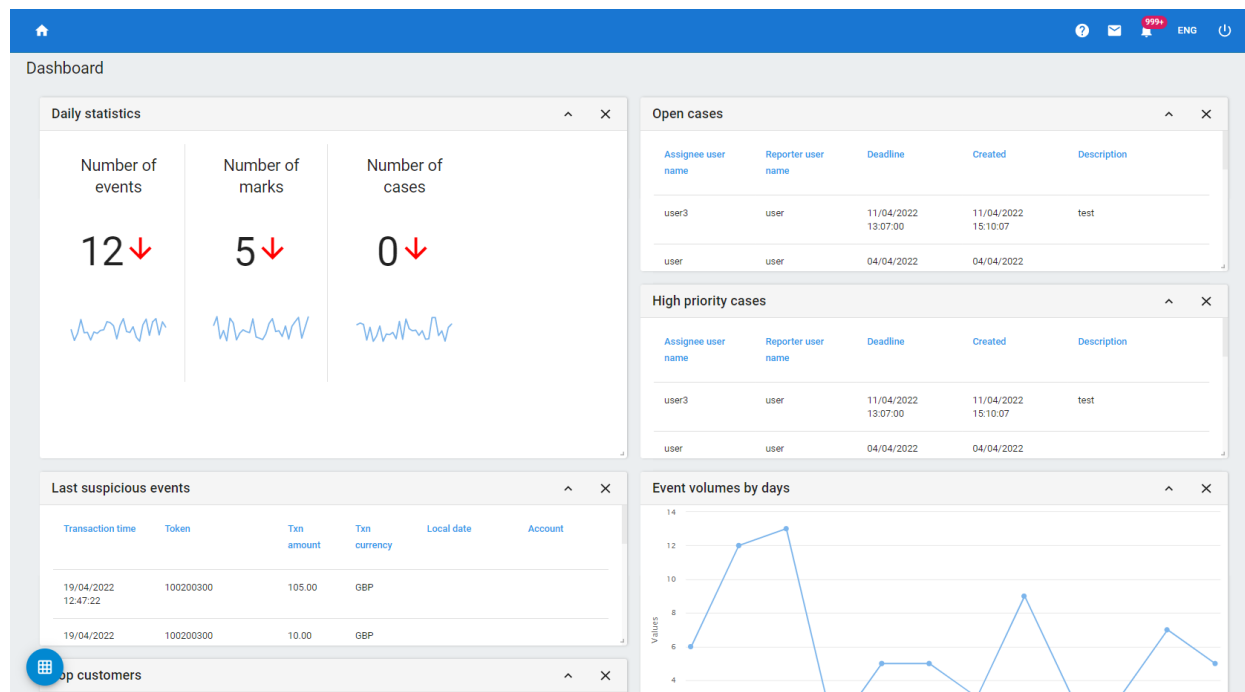 999+
ENG
Dashboard
Daily statistics
Number of
events
12
Number of
marks
5
Number of
cases
0
Open cases
Assignee user
name
Reporter user
name
Deadline
Created
Description
user3
user
11/04/2022
13:07:00
11/04/2022
15:10:07
test
user
user
04/04/2022
04/04/2022
High priority cases
Assignee user
name
Reporter user
name
Deadline
Created
Description
user3
user
11/04/2022
13:07:00
11/04/2022
15:10:07
test
user
user
04/04/2022
04/04/2022
Last suspicious events
Transaction time
Token
Txn
amount
Txn
currency
Local date
Account
19/04/2022
12:47:22
100200300
105.00
GBP
19/04/2022
100200300
10.00
GBP
Event volumes by days
Values
14
12
10
8
6
4
op customers